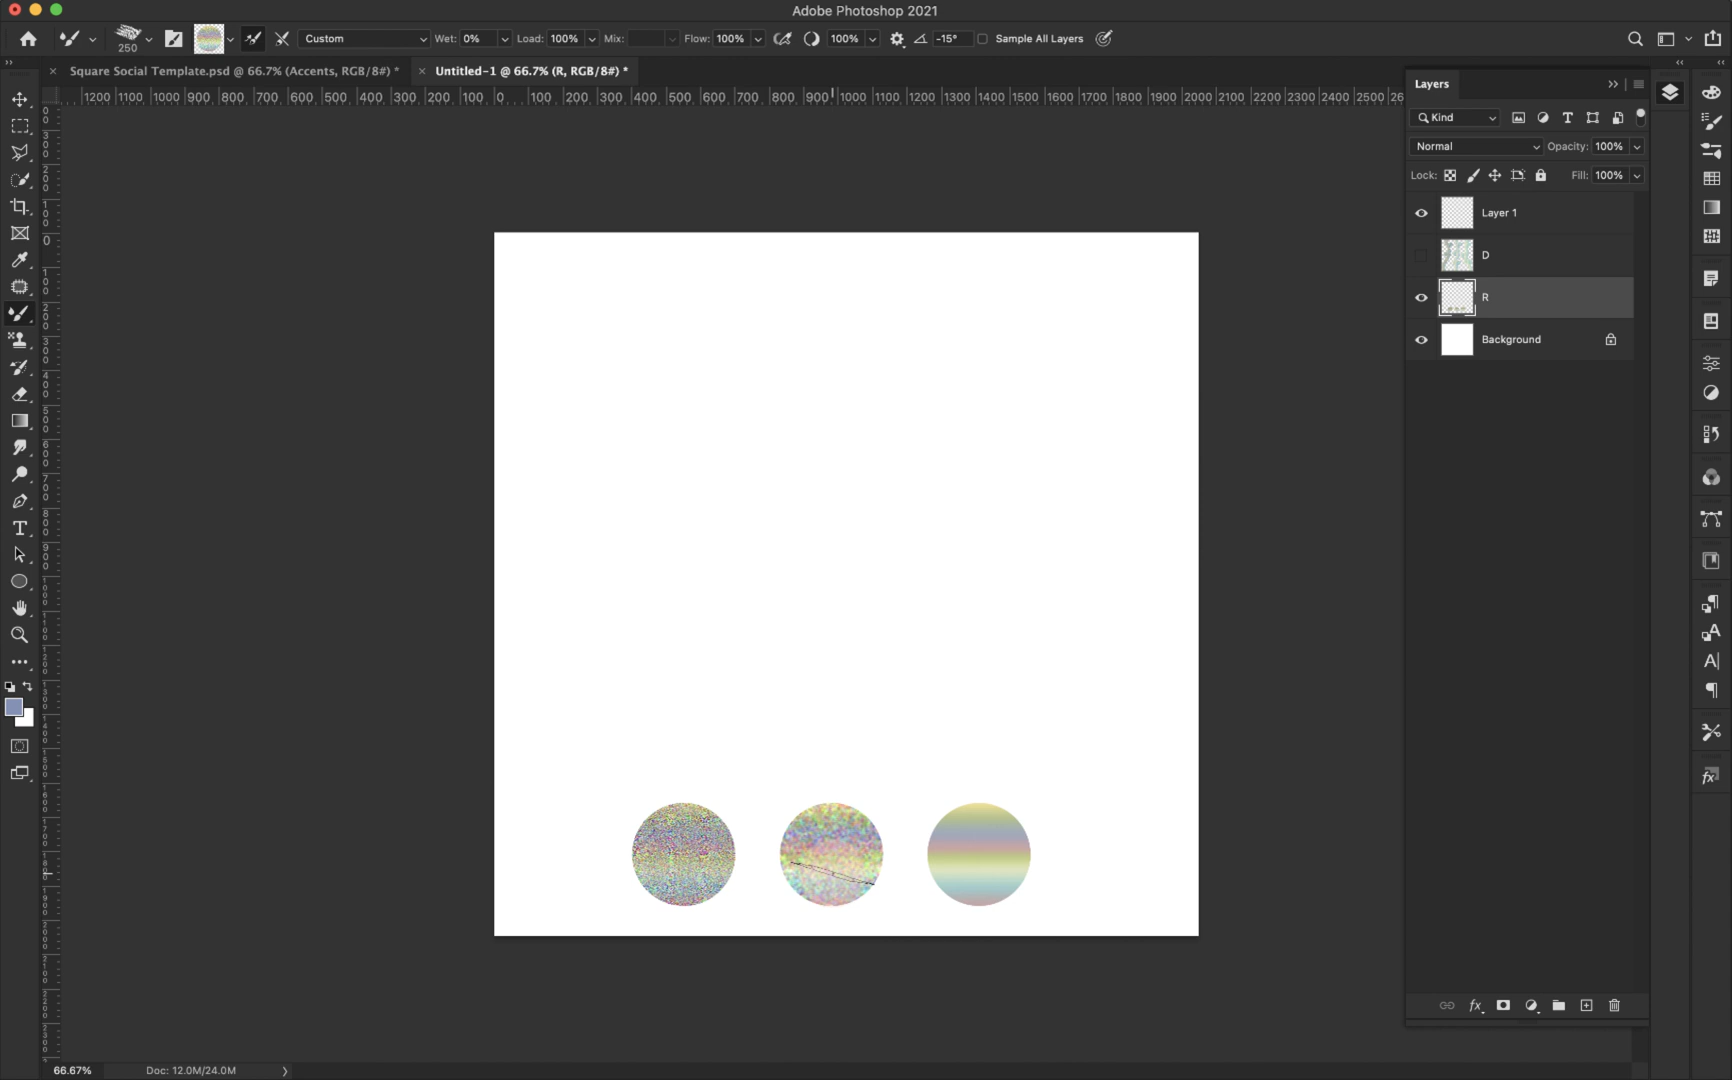 Adobe Photoshop 2021
250 Custom Wet: 0% Load: 100% Mix: Flow: 100% 100% -15° Sample All Layers
Square Social Template.psd @ 66.7% (Accents, RGB/8#) * Untitled-1 @ 66.7% (R, RGB/8#) *
1200 1100 1000 900 800 700 600 500 400 300 200 100 0 100 200 300 400 500 600 700 800 900 1000 1100 1200 1300 1400 1500 1600 1700 1800 1900 2000 2100 2200 2300 2400 2500
Layers
Kind
Normal Opacity: 100%
Lock: Fill: 100%
Layer 1
D
R
Background
66.67% Doc: 12.0M/24.0M